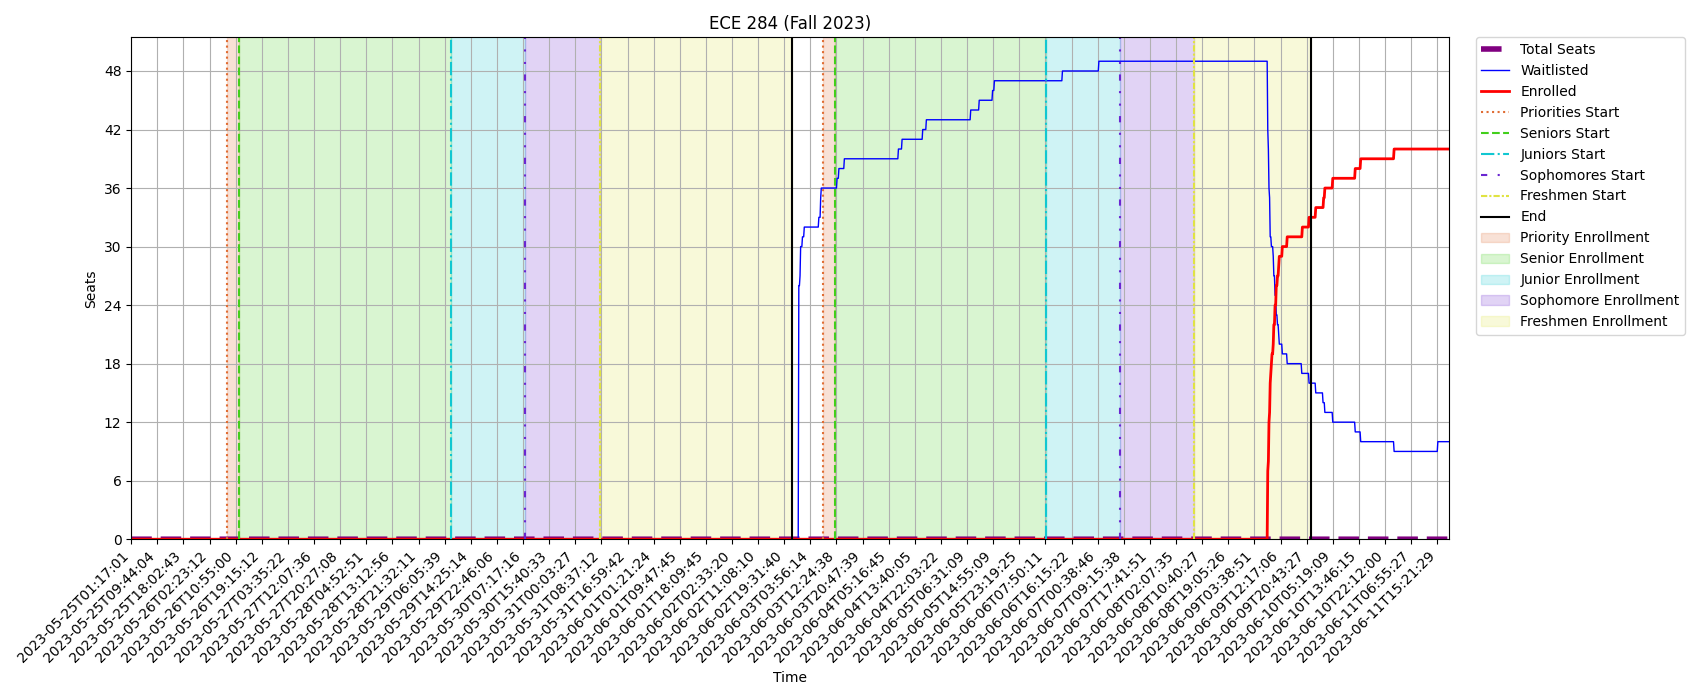 ECE 284 (Fall 2023)
Total Seats
Waitlisted
Enrolled
Priorities Start
Seniors Start
Juniors Start
Sophomores Start
Freshmen Start
End
Priority Enrollment
Senior Enrollment
Junior Enrollment
Sophomore Enrollment
Freshmen Enrollment
Seats
48
42
36
30
24
18
12
6
0
2023-05-25T01:17:01
2023-05-25T09:44:04
2023-05-25T18:02:43
2023-05-26T02:23:12
2023-05-26T10:55:00
2023-05-26T19:15:12
2023-05-27T03:35:22
2023-05-27T12:07:36
2023-05-27T20:27:08
2023-05-28T04:52:51
2023-05-28T13:12:56
2023-05-28T21:32:11
2023-05-29T06:05:39
2023-05-29T14:25:14
2023-05-29T22:46:06
2023-05-30T07:17:16
2023-05-30T15:40:33
2023-05-31T00:03:27
2023-05-31T08:37:12
2023-05-31T16:59:42
2023-06-01T01:21:24
2023-06-01T09:47:45
2023-06-01T18:09:45
2023-06-02T02:33:20
2023-06-02T11:08:10
2023-06-02T19:31:40
2023-06-03T03:56:14
2023-06-03T12:24:38
2023-06-03T20:47:39
2023-06-04T05:16:45
2023-06-04T13:40:05
2023-06-04T22:03:22
2023-06-05T06:31:09
2023-06-05T14:55:09
2023-06-05T23:19:25
2023-06-06T07:50:11
2023-06-06T16:15:22
2023-06-07T00:38:46
2023-06-07T09:15:38
2023-06-07T17:41:51
2023-06-08T02:07:35
2023-06-08T10:40:27
2023-06-08T19:05:26
2023-06-09T03:38:51
2023-06-09T12:17:06
2023-06-09T20:43:27
2023-06-10T05:19:09
2023-06-10T13:46:15
2023-06-10T22:12:00
2023-06-11T06:55:27
2023-06-11T15:21:29
Time